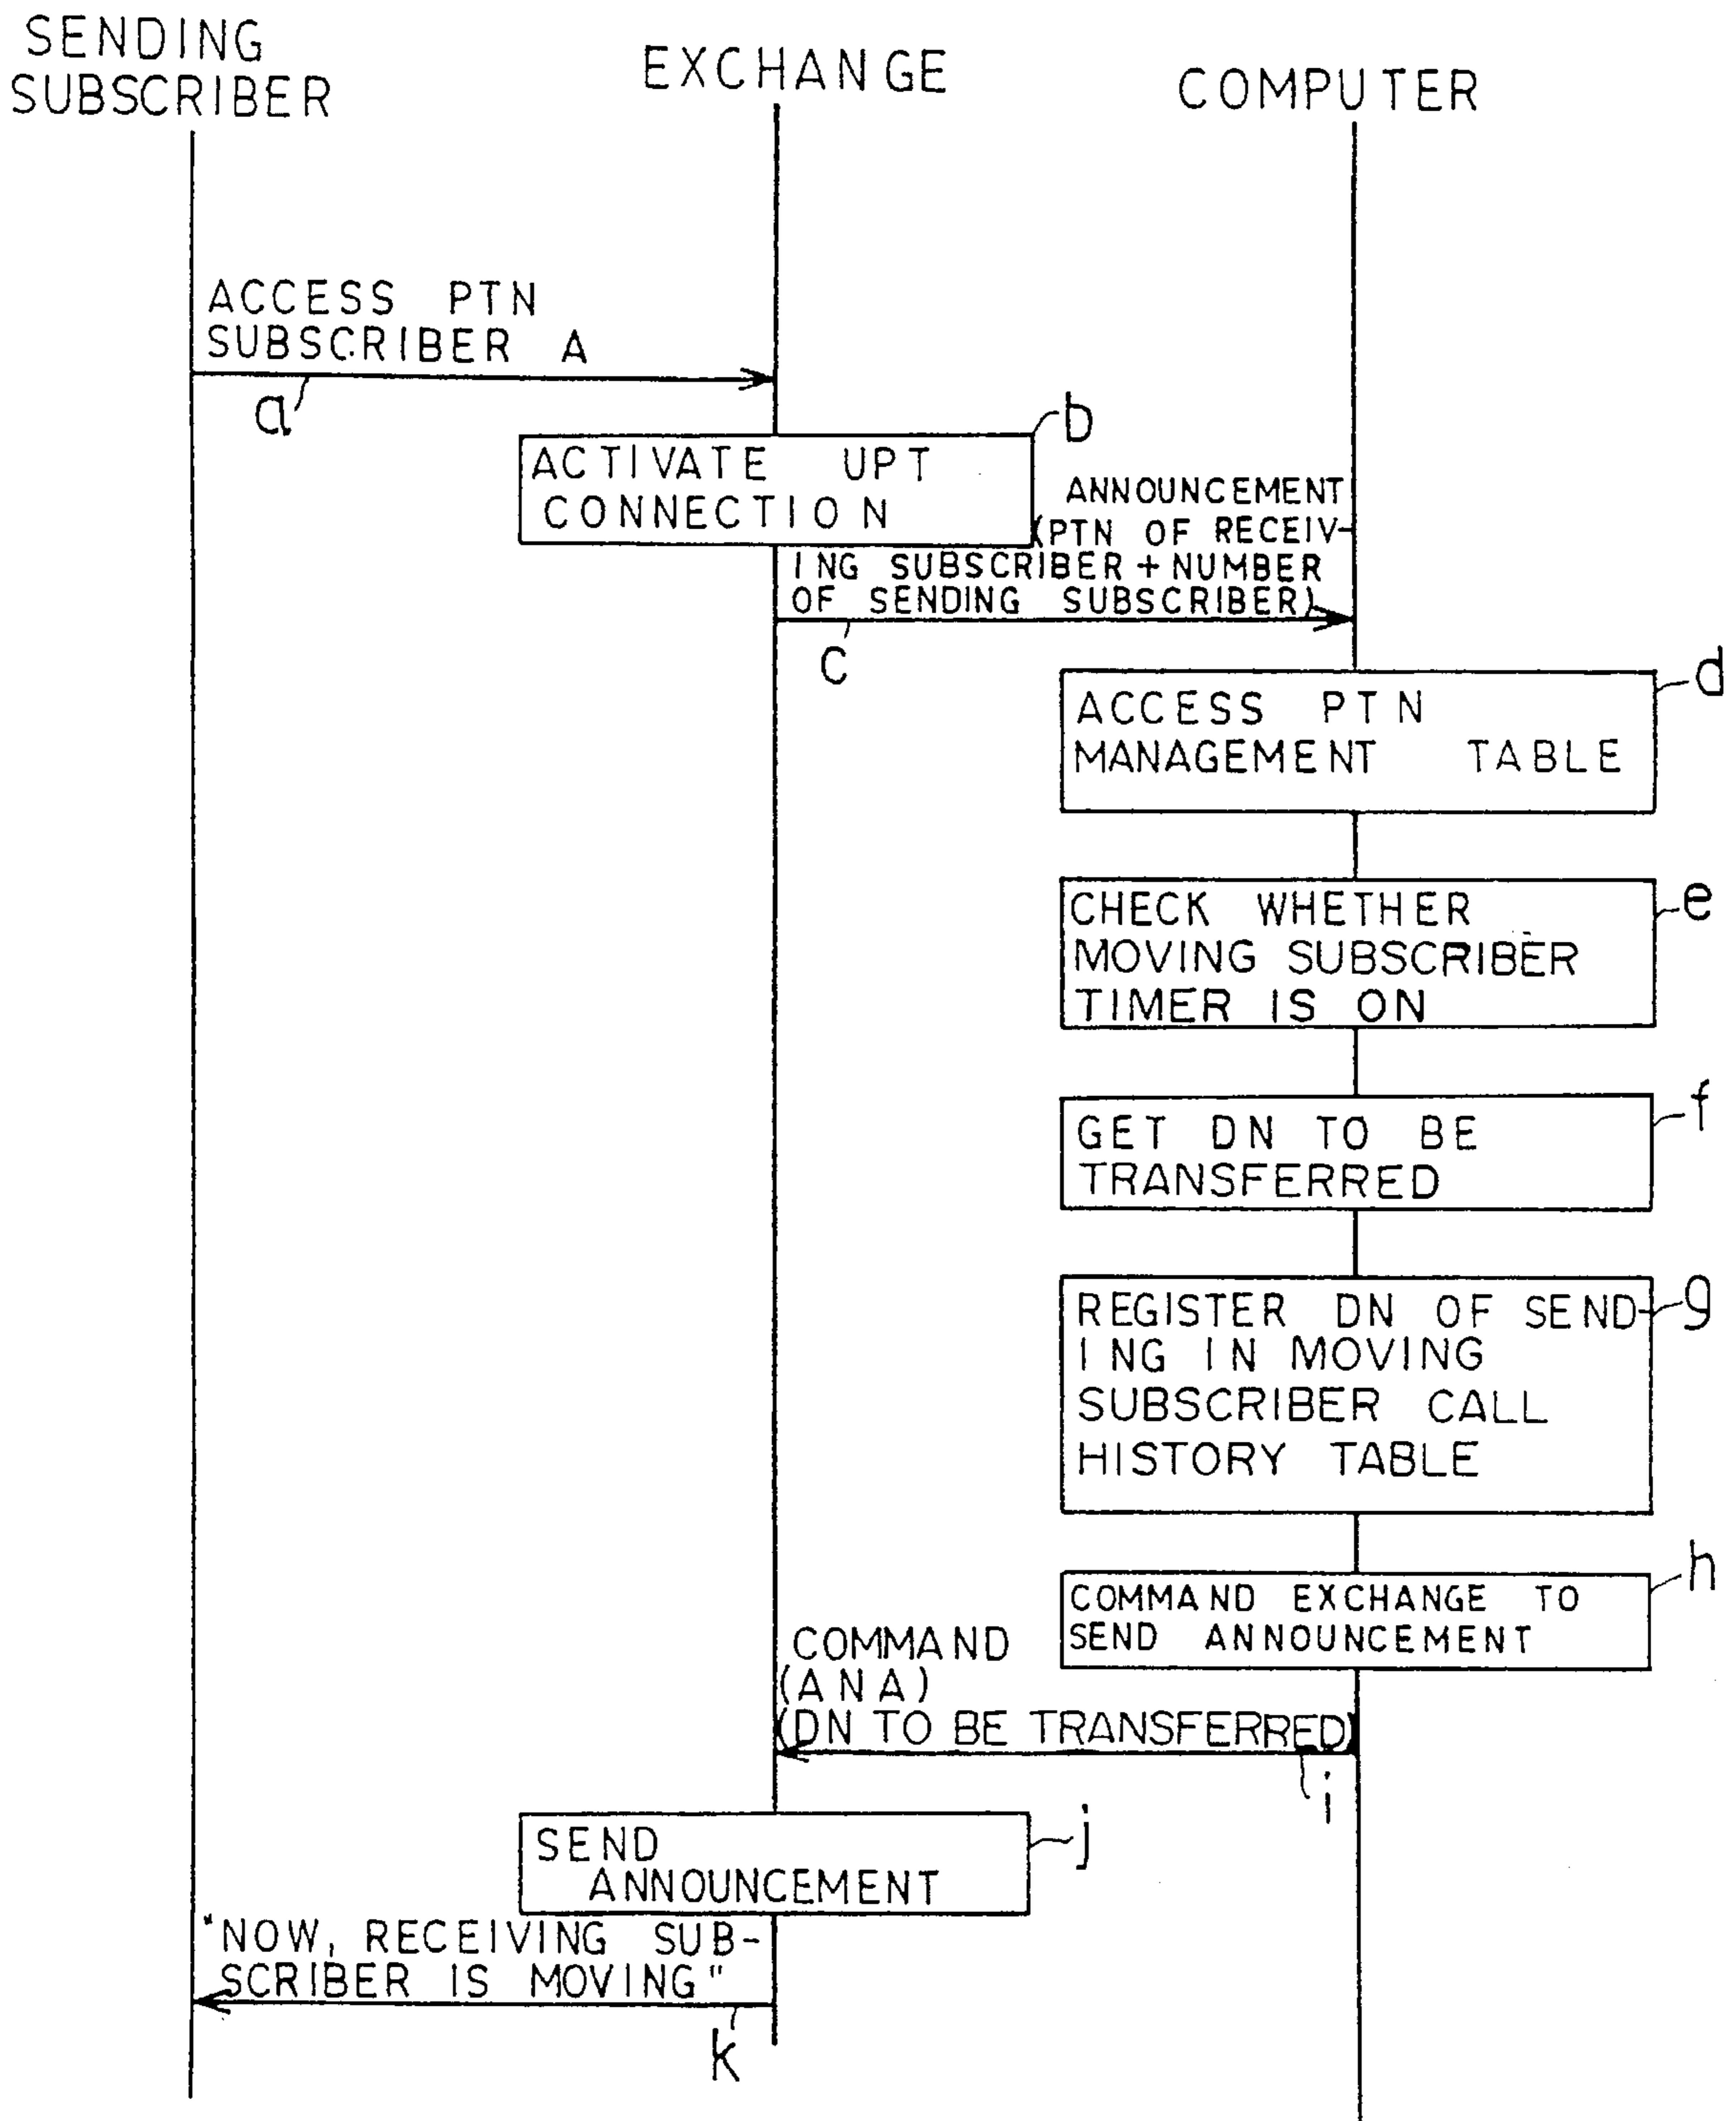 SENDING
SUBSCRIBER
EXCHANGE
COMPUTER
ACCESS PTN
SUBSCRIBER A
a
b
ACTIVATE UPT
CONNECTION
ANNOUNCEMENT
(PTN OF RECEIV-
ING SUBSCRIBER+NUMBER
OF SENDING SUBSCRIBER)
c
d
ACCESS PTN
MANAGEMENT TABLE
e
CHECK WHETHER
MOVING SUBSCRIBER
TIMER IS ON
f
GET DN TO BE
TRANSFERRED
g
REGISTER DN OF SEND-
ING IN MOVING
SUBSCRIBER CALL
HISTORY TABLE
h
COMMAND EXCHANGE TO
SEND ANNOUNCEMENT
COMMAND
(ANA)
(DN TO BE TRANSFERRED)
i
j
SEND
ANNOUNCEMENT
"NOW, RECEIVING SUB-
SCRIBER IS MOVING"
k